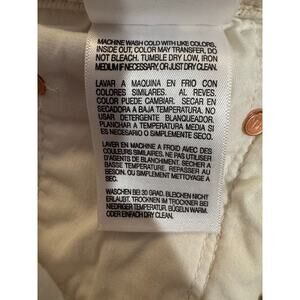 MACHINE WASH COLD WITH LIKE COLORS,
INSIDE OUT, COLOR MAY TRANSFER, DO
NOT BLEACH. TUMBLE DRY LOW, IRON
MEDIUM IF NECESSARY, OR JUST DRY CLEAN.
LAVAR A MAQUINA EN FRIO CON
COLORES SIMILARES. AL REVES
COLOR PUEDE CAMBIAR. SECAR EN
SECADORA A BAJA TEMPERATURA. NO
USAR DETERGENTE BLANQUEADOR.
PLANCHAR A TEMPERATURA MEDIA SI
ES NECESARIO O SIMPLEMENTE SECO.
LAVER EN MACHINE A FROID AVEC DES
COULEURS SIMILAIRES. NE PAS UTILISER
D'AGENTS DE BLANCHIMENT. SECHER A
BASSE TEMPERATURE. REPASSER AU
BESOIN, OU SIMPLEMENT NETTOYAGE A
SEC.
WASCHEN BEI 30 GRAD. BLEICHEN NICHT
ERLAUBT. TROCKNEN IM TROCKNER BEI
NIEDRIGER TEMPERATUR. BÜGELN WARM.
ODER EINFACH DRY CLEAN.